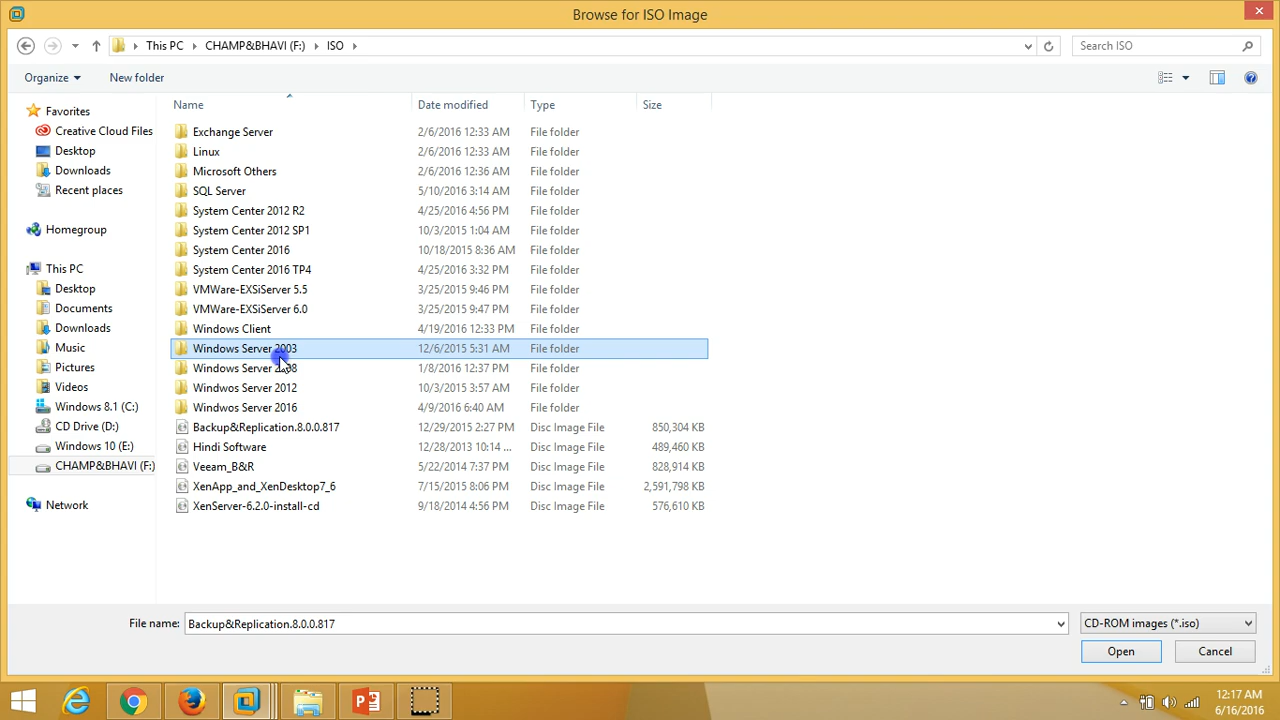 Browse for ISO Image
This PC CHAMP&BHAVI (F:) ISO
Search ISO
Organize New folder
Name Date modified Type Size
Favorites
Creative Cloud Files
Desktop
Downloads
Recent places
Homegroup
This PC
Desktop
Documents
Downloads
Music
Pictures
Videos
Windows 8.1 (C:)
CD Drive (D:)
Windows 10 (E:)
CHAMP&BHAVI (F:)
Network
Exchange Server 2/6/2016 12:33 AM File folder
Linux 2/6/2016 12:33 AM File folder
Microsoft Others 2/6/2016 12:36 AM File folder
SQL Server 5/10/2016 3:14 AM File folder
System Center 2012 R2 4/25/2016 4:56 PM File folder
System Center 2012 SP1 10/3/2015 1:04 AM File folder
System Center 2016 10/18/2015 8:36 AM File folder
System Center 2016 TP4 4/25/2016 3:32 PM File folder
VMWare-EXSiServer 5.5 3/25/2015 9:46 PM File folder
VMWare-EXSiServer 6.0 3/25/2015 9:47 PM File folder
Windows Client 4/19/2016 12:33 PM File folder
Windows Server 2003 12/6/2015 5:31 AM File folder
Windows Server 2008 1/8/2016 12:37 PM File folder
Windwos Server 2012 10/3/2015 3:57 AM File folder
Windwos Server 2016 4/9/2016 6:40 AM File folder
Backup&Replication.8.0.0.817 12/29/2015 2:27 PM Disc Image File 850,304 KB
Hindi Software 12/28/2013 10:14 ... Disc Image File 489,460 KB
Veeam_B&R 5/22/2014 7:37 PM Disc Image File 828,914 KB
XenApp_and_XenDesktop7_6 7/15/2015 8:06 PM Disc Image File 2,591,798 KB
XenServer-6.2.0-install-cd 9/18/2014 4:56 PM Disc Image File 576,610 KB
File name: Backup&Replication.8.0.0.817 CD-ROM images (*.iso)
Open Cancel
12:17 AM
6/16/2016